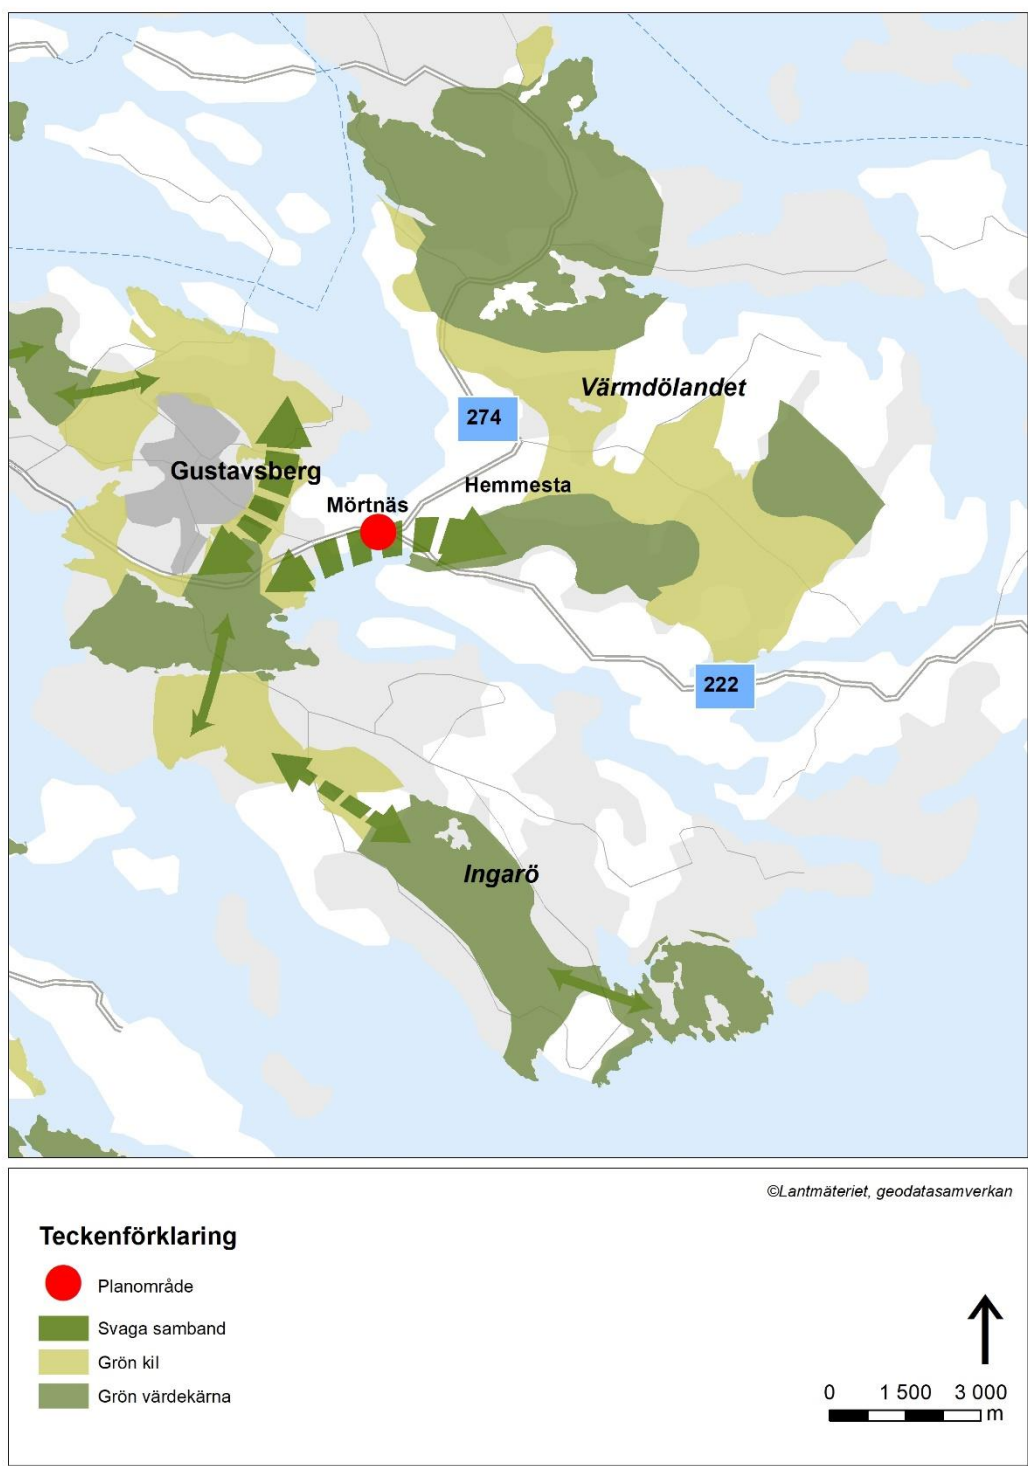 Värmdölandet
274
Gustavsberg
Hemmesta
Mörtnäs
222
Ingarö
©Lantmäteriet, geodatasamverkan
Teckenförklaring
Planområde
Svaga samband
Grön kil
Grön värdekärna
0 1 500 3 000
m